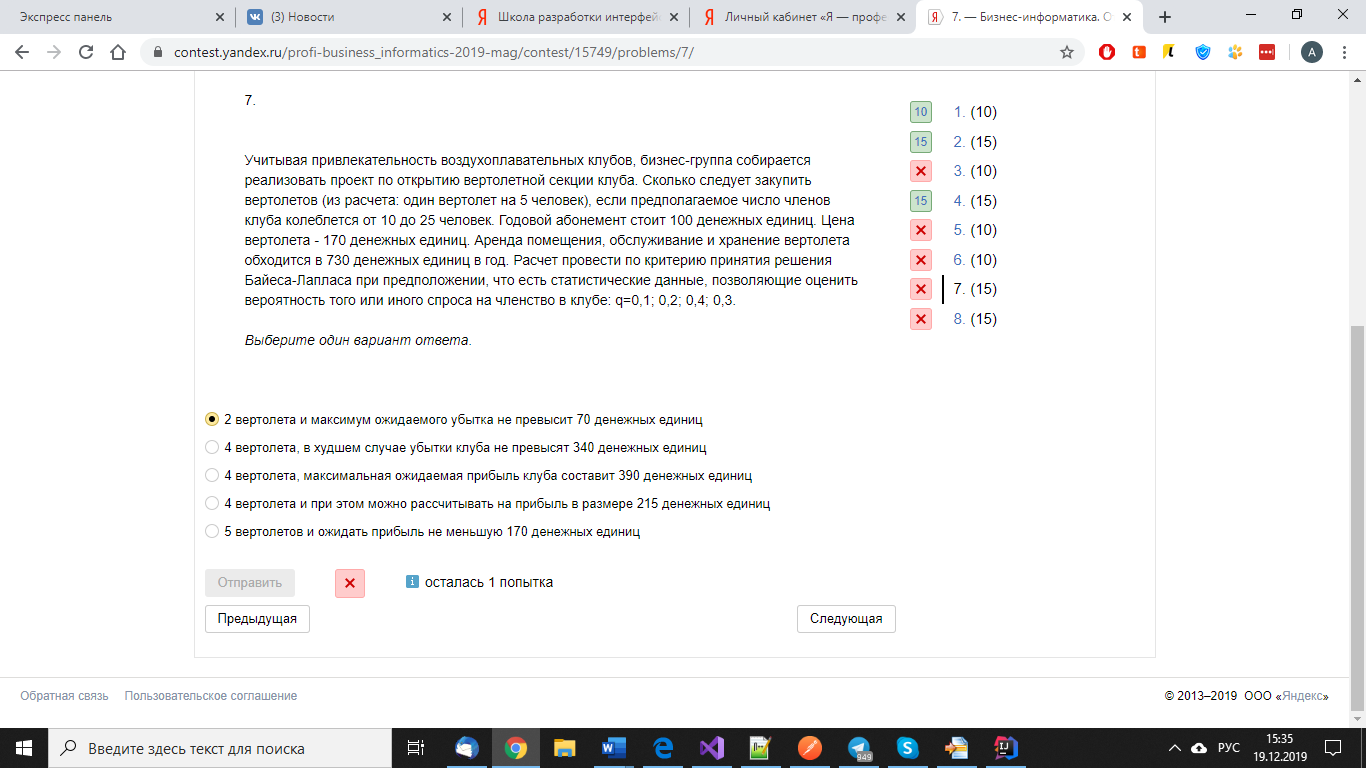 Экспресс панель
(3) Новости
Школа разработки интерфей
Личный кабинет «Я — профе
7. — Бизнес-информатика. О
contest.yandex.ru/profi-business_informatics-2019-mag/contest/15749/problems/7/
A
7.
Учитывая привлекательность воздухоплавательных клубов, бизнес-группа собирается
реализовать проект по открытию вертолетной секции клуба. Сколько следует закупить
вертолетов (из расчета: один вертолет на 5 человек), если предполагаемое число членов
клуба колеблется от 10 до 25 человек. Годовой абонемент стоит 100 денежных единиц. Цена
вертолета - 170 денежных единиц. Аренда помещения, обслуживание и хранение вертолета
обходится в 730 денежных единиц в год. Расчет провести по критерию принятия решения
Байеса-Лапласа при предположении, что есть статистические данные, позволяющие оценить
вероятность того или иного спроса на членство в клубе: q=0,1; 0,2; 0,4; 0,3.
Выберите один вариант ответа.
10 1. (10)
15 2. (15)
3. (10)
15 4. (15)
5. (10)
6. (10)
7. (15)
8. (15)
2 вертолета и максимум ожидаемого убытка не превысит 70 денежных единиц
4 вертолета, в худшем случае убытки клуба не превысят 340 денежных единиц
4 вертолета, максимальная ожидаемая прибыль клуба составит 390 денежных единиц
4 вертолета и при этом можно рассчитывать на прибыль в размере 215 денежных единиц
5 вертолетов и ожидать прибыль не меньшую 170 денежных единиц
Отправить
осталась 1 попытка
Предыдущая
Следующая
Обратная связь Пользовательское соглашение
© 2013–2019 ООО «Яндекс»
Введите здесь текст для поиска
949
РУС
15:35
19.12.2019